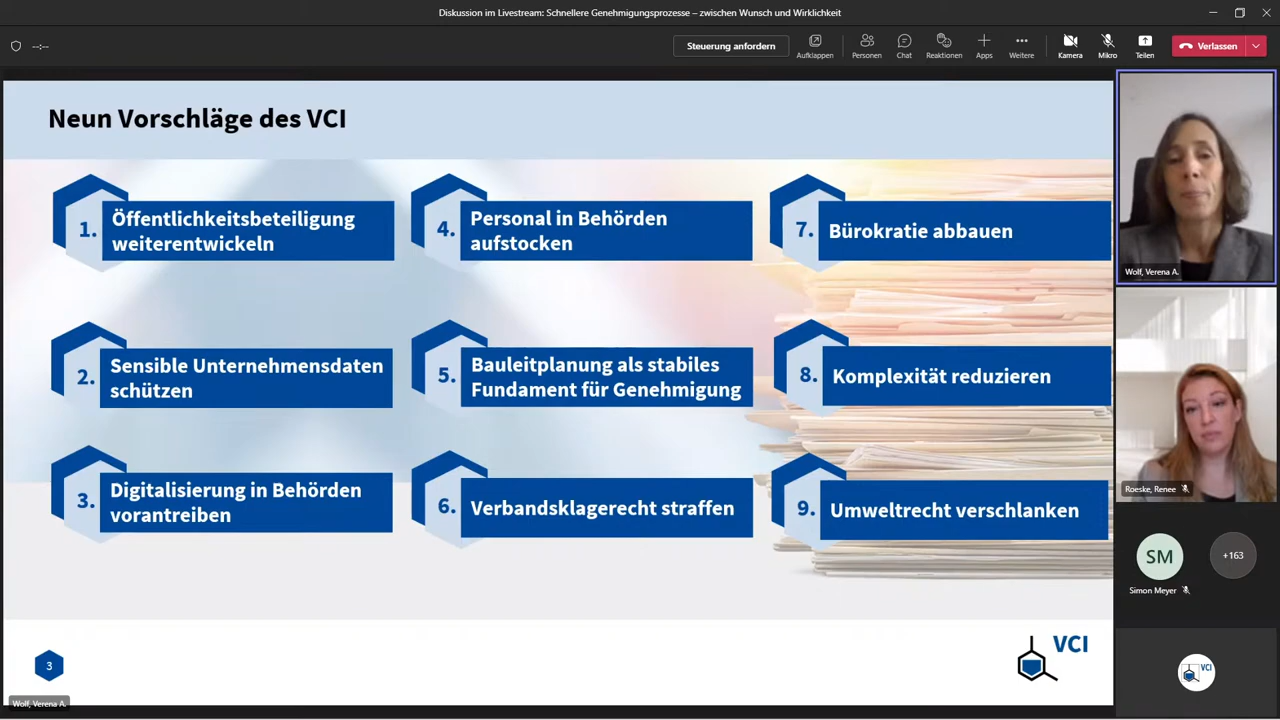 Diskussion im Livestream: Schnellere Genehmigungsprozesse – zwischen Wunsch und Wirklichkeit
--:--
Steuerung anfordern
Aufklappen
Personen
Chat
Reaktionen
Apps
Weitere
Kamera
Mikro
Teilen
Verlassen
Neun Vorschläge des VCI
1.
Öffentlichkeitsbeteiligung
weiterentwickeln
2.
Sensible Unternehmensdaten
schützen
3.
Digitalisierung in Behörden
vorantreiben
4.
Personal in Behörden
aufstocken
5.
Bauleitplanung als stabiles
Fundament für Genehmigung
6.
Verbandsklagerecht straffen
7.
Bürokratie abbauen
8.
Komplexität reduzieren
9.
Umweltrecht verschlanken
3
VCI
Wolf, Verena A.
Wolf, Verena A.
Roeske, Renee
SM
Simon Meyer
+163
VCI